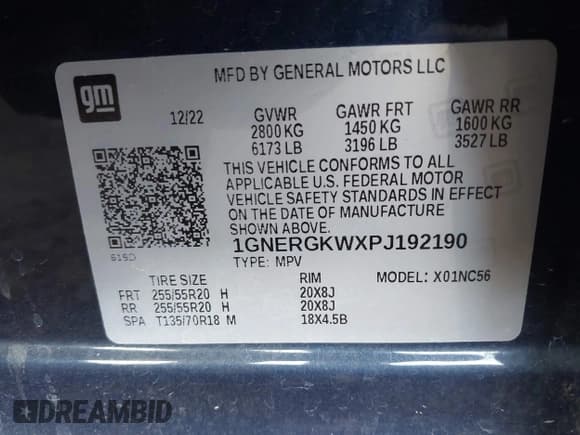 MFD BY GENERAL MOTORS LLC
gm
12/22
GVWR GAWR FRT GAWR RR
2800 KG 1450 KG 1600 KG
6173 LB 3196 LB 3527 LB
THIS VEHICLE CONFORMS TO ALL
APPLICABLE U.S. FEDERAL MOTOR
VEHICLE SAFETY STANDARDS IN EFFECT
ON THE DATE OF MANUFACTURE
1GNERGKWXPJ192190
TYPE: MPV MODEL: X01NC56
TIRE SIZE RIM
FRT 255/55R20 H 20X8J
RR 255/55R20 H 20X8J
SPA T135/70R18 M 18X4.5B
DREAMBID